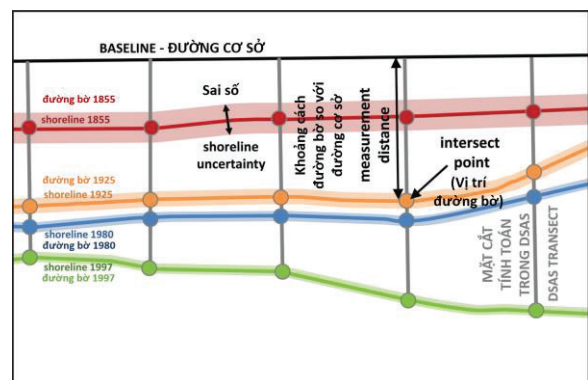 BASELINE - ĐƯỜNG CƠ SỞ
đường bờ 1855
shoreline 1855
Sai số
shoreline
uncertainty
Khoảng cách
đường bờ so với
đường cơ sở
measurement
distance
intersect
point
(Vị trí
đường bờ)
đường bờ 1925
shoreline 1925
shoreline 1980
đường bờ 1980
shoreline 1997
đường bờ 1997
MẶT CẮT
TÍNH TOÁN
TRONG DSAS
DSAS TRANSECT